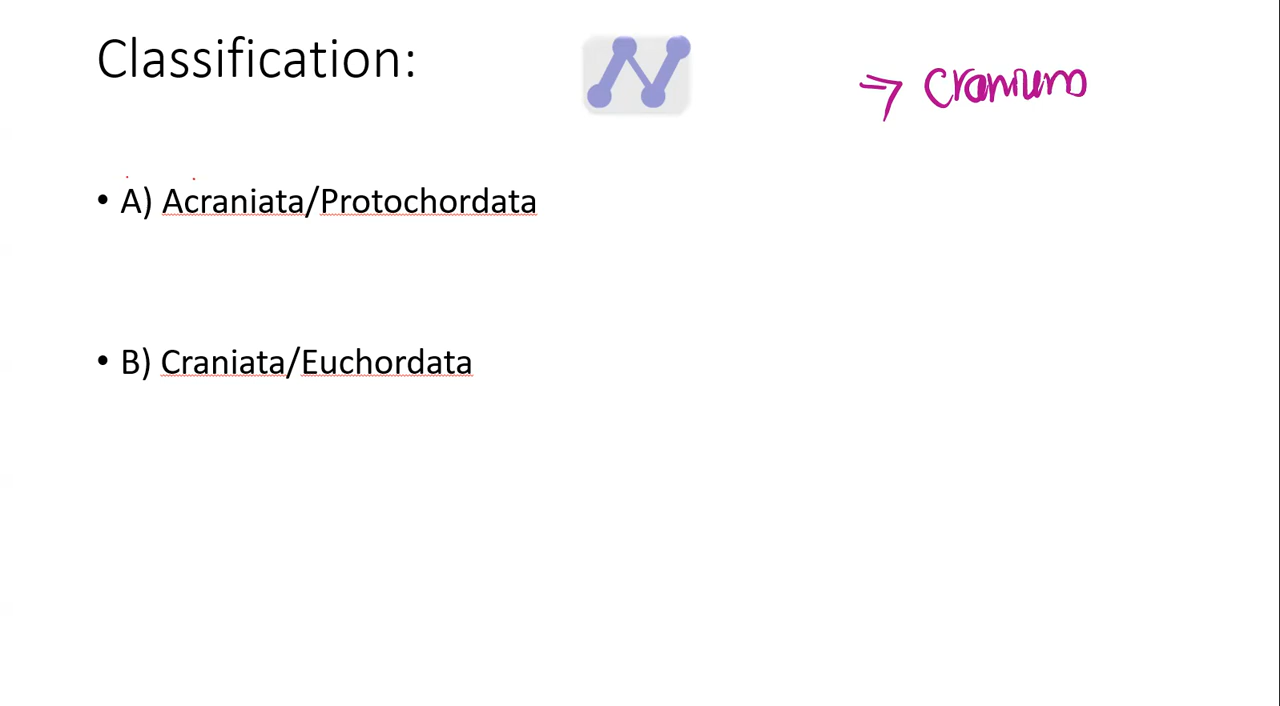 Classification:
→ Cranium
• A) Acraniata/Protochordata
• B) Craniata/Euchordata